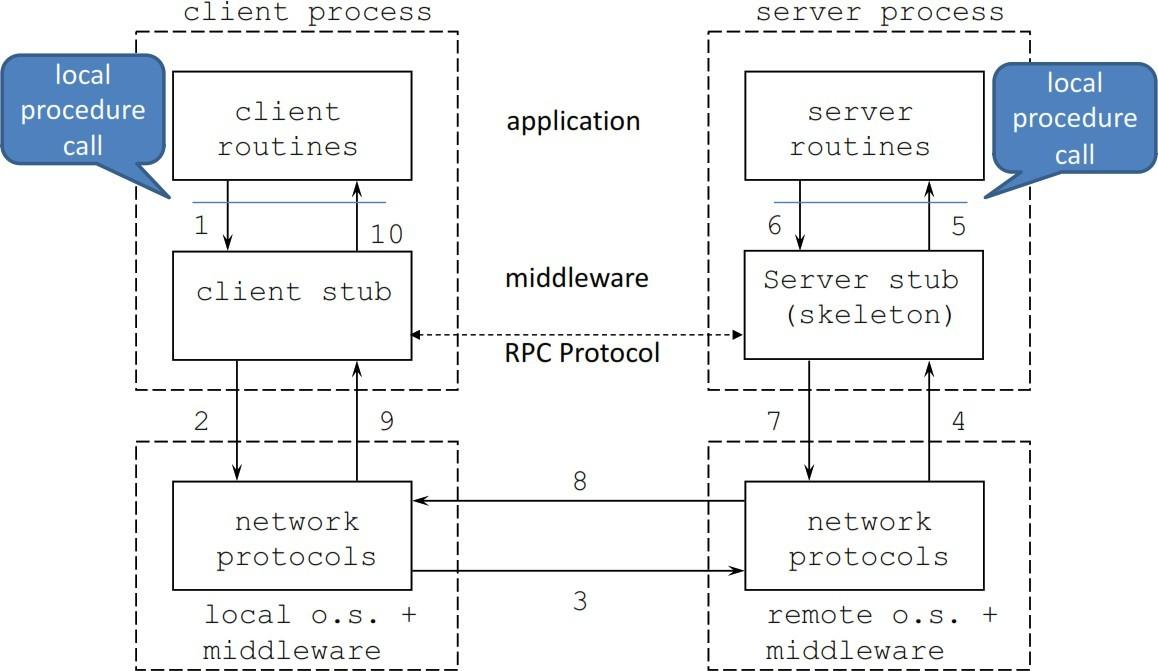 client process
server process
local
procedure
call
client
routines
application
server
routines
local
procedure
call
1
10
6
5
client stub
middleware
Server stub
(skeleton)
RPC Protocol
2
9
7
4
network
protocols
8
3
network
protocols
local o.s. +
middleware
remote o.s. +
middleware